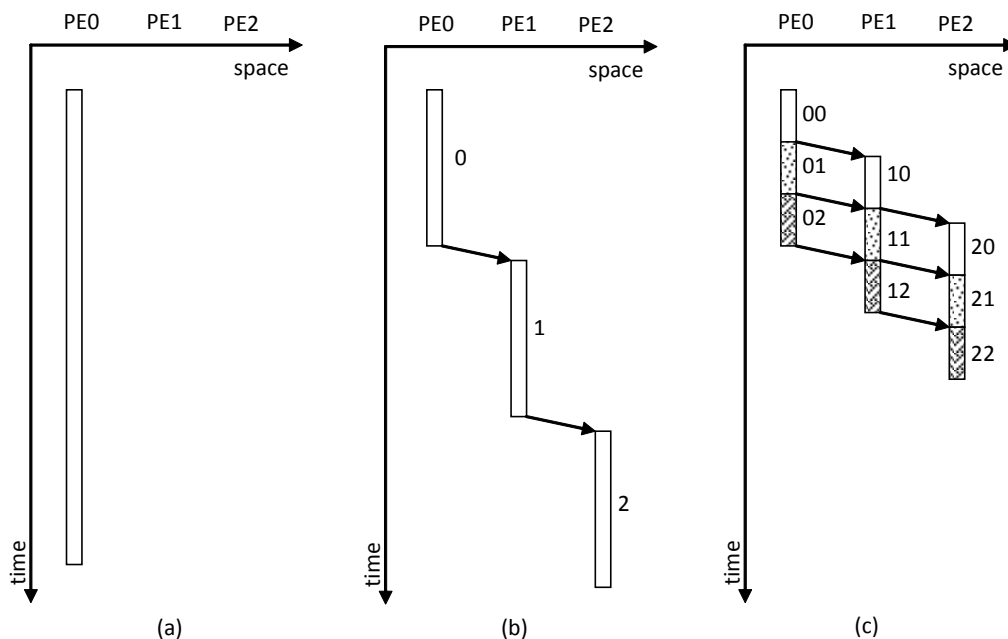 PE0 PE1 PE2
space
time
(a)
PE0 PE1 PE2
space
0
1
2
time
(b)
PE0 PE1 PE2
space
00
01
10
02
11
20
12
21
22
time
(c)